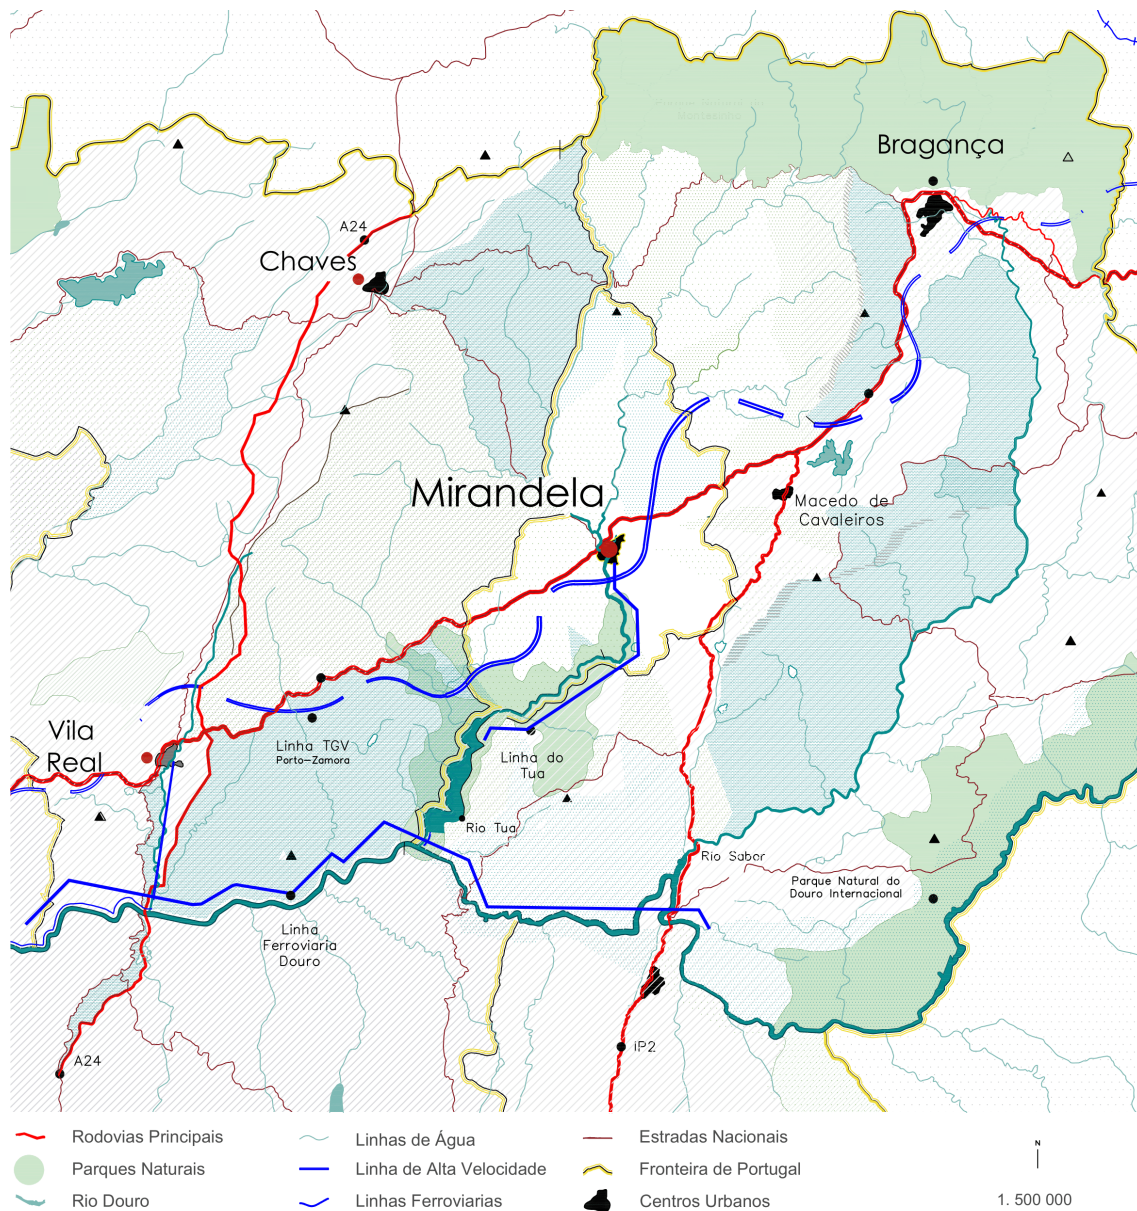 Montesinho
Bragança
A24
Chaves
Mirandela
Macedo de
Cavaleiros
Vila
Real
Linha TGV
Porto-Zamora
Linha do
Tua
Rio Tua
Rio Sabor
Parque Natural do
Douro Internacional
Linha
Ferroviaria
Douro
iP2
A24
Rodovias Principais
Linhas de Água
Estradas Nacionais
N
Parques Naturais
Linha de Alta Velocidade
Fronteira de Portugal
Rio Douro
Linhas Ferroviarias
Centros Urbanos
1. 500 000